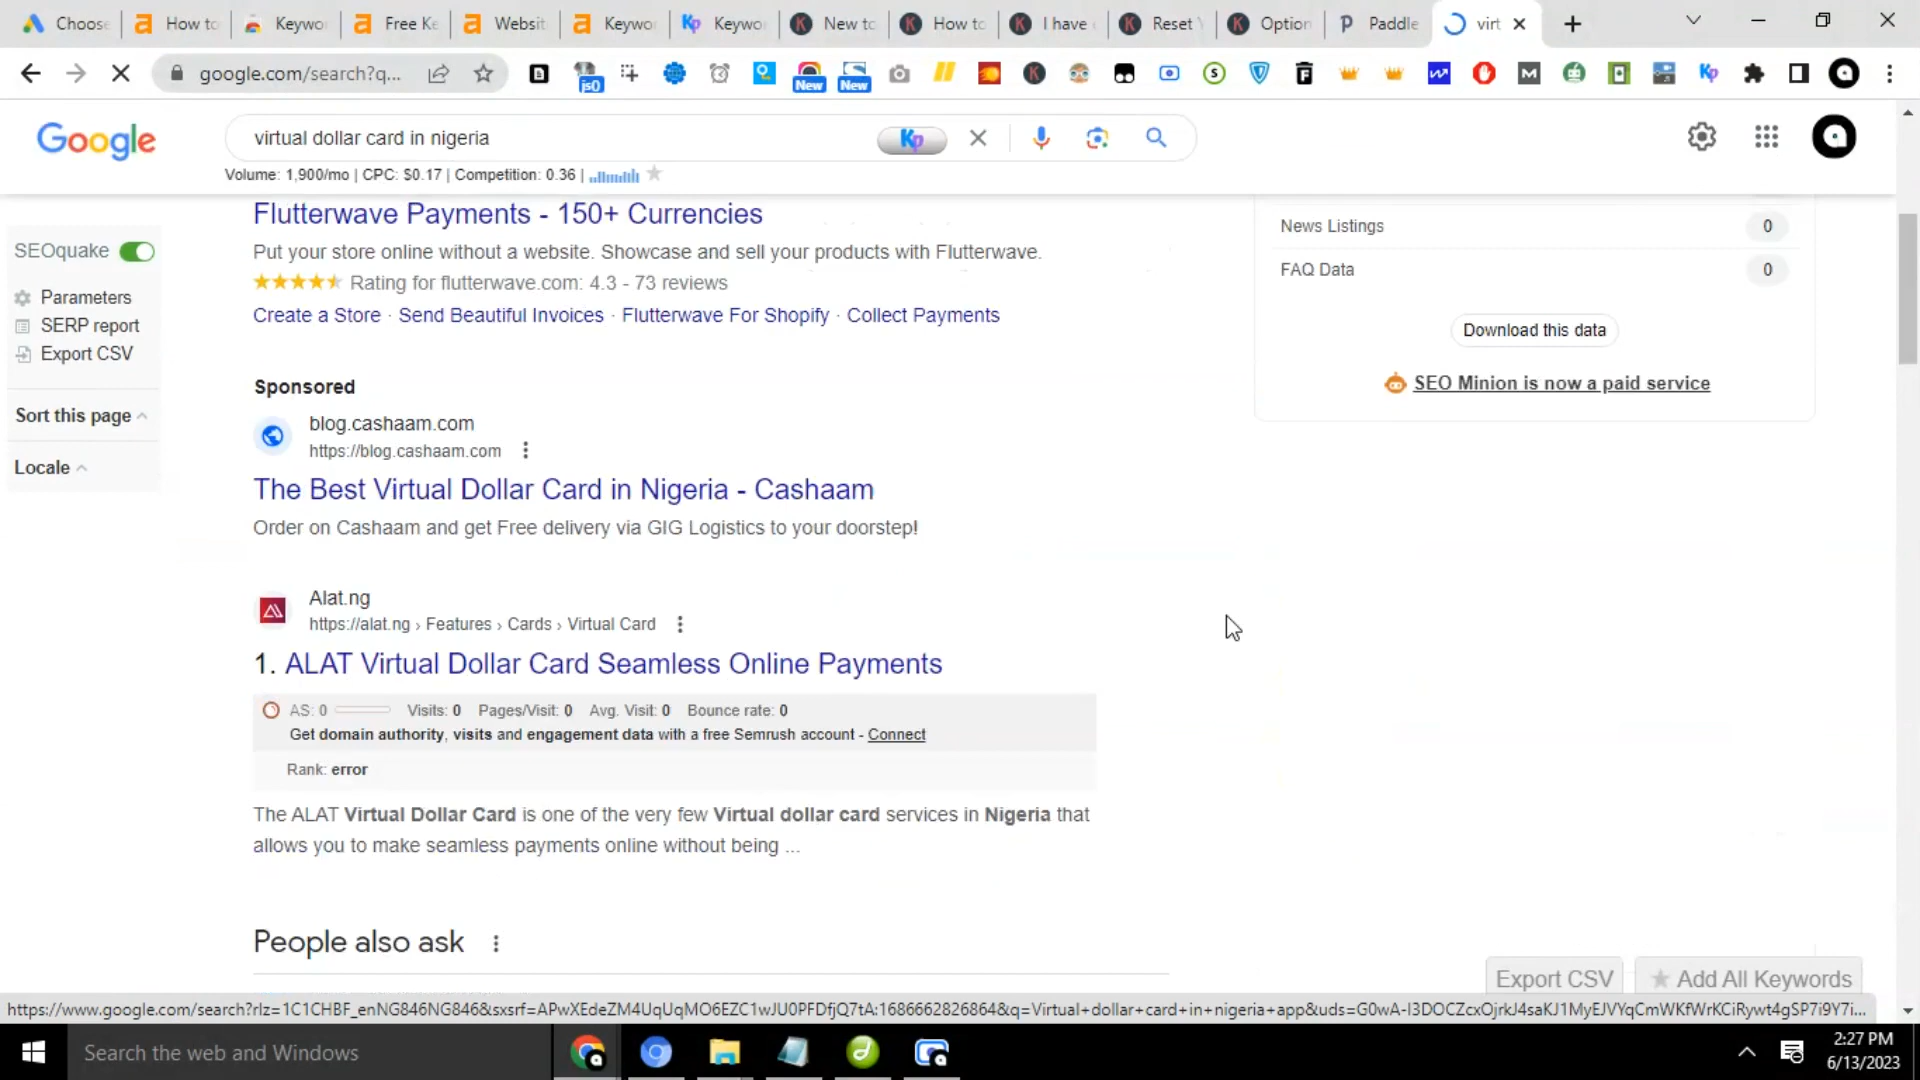 Choose
How to
Keywo
Free Ke
Websit
Keywo
Keywo
New to
How to
I have
Reset
Option
Paddle
virt
google.com/search?q...
js0
New
New
Google
virtual dollar card in nigeria
Kp
Volume: 1,900/mo | CPC: $0.17 | Competition: 0.36 |
Flutterwave Payments - 150+ Currencies
Put your store online without a website. Showcase and sell your products with Flutterwave.
Rating for flutterwave.com: 4.3 - 73 reviews
Create a Store · Send Beautiful Invoices · Flutterwave For Shopify · Collect Payments
News Listings 0
FAQ Data 0
Download this data
SEO Minion is now a paid service
SEOquake
Parameters
SERP report
Export CSV
Sort this page
Locale
Sponsored
blog.cashaam.com
https://blog.cashaam.com
The Best Virtual Dollar Card in Nigeria - Cashaam
Order on Cashaam and get Free delivery via GIG Logistics to your doorstep!
Alat.ng
https://alat.ng › Features › Cards › Virtual Card
1. ALAT Virtual Dollar Card Seamless Online Payments
AS: 0 Visits: 0 Pages/Visit: 0 Avg. Visit: 0 Bounce rate: 0
Get domain authority, visits and engagement data with a free Semrush account - Connect
Rank: error
The ALAT Virtual Dollar Card is one of the very few Virtual dollar card services in Nigeria that
allows you to make seamless payments online without being ...
People also ask
Export CSV
Add All Keywords
Search the web and Windows
2:27 PM
6/13/2023